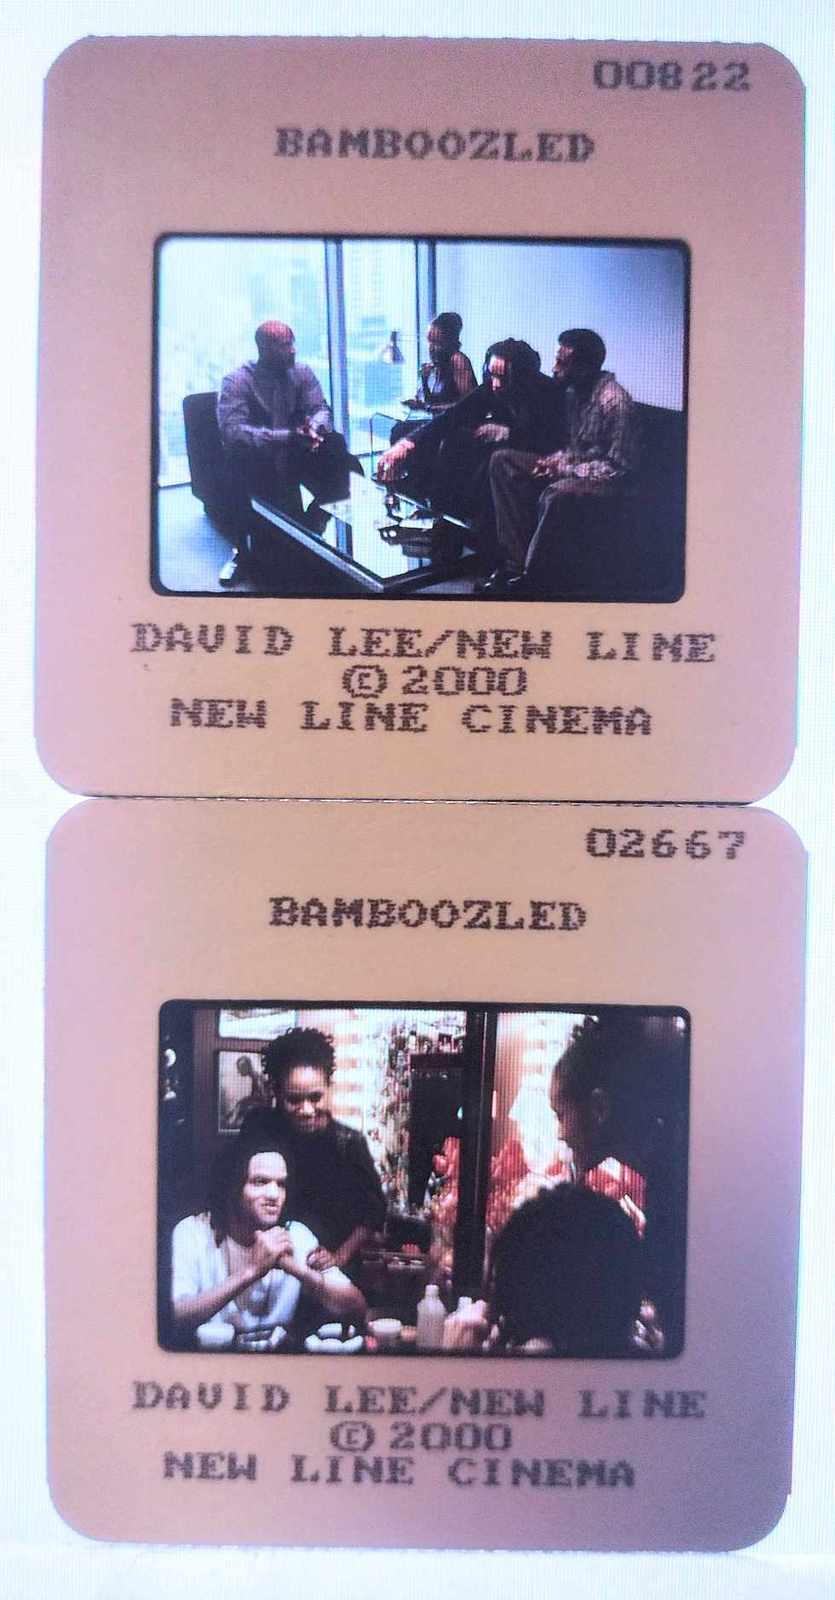 00822
BAMBOOZLED
DAVID LEE/NEW LINE
© 2000
NEW LINE CINEMA
02667
BAMBOOZLED
DAVID LEE/NEW LINE
© 2000
NEW LINE CINEMA